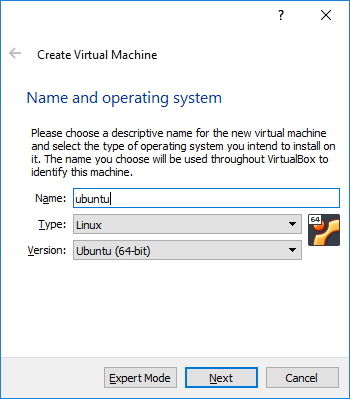 ?
Create Virtual Machine
Name and operating system
Please choose a descriptive name for the new virtual machine
and select the type of operating system you intend to install on
it. The name you choose will be used throughout VirtualBox to
identify this machine.
Name: ubuntu
Type: Linux
64
Version: Ubuntu (64-bit)
Expert Mode Next Cancel